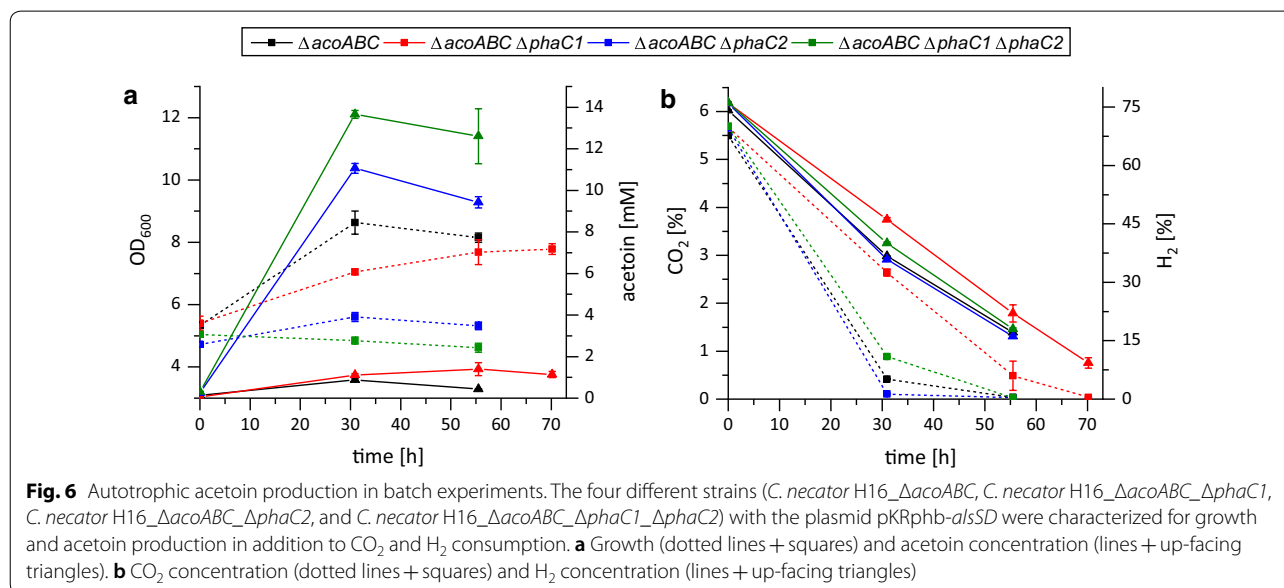 ΔacoABC ΔacoABC ΔphaC1 ΔacoABC ΔphaC2 ΔacoABC ΔphaC1 ΔphaC2
a
b
12
10
8
6
4
OD600
14
12
10
8
6
4
2
0
acetoin [mM]
0 10 20 30 40 50 60 70
time [h]
6
5
4
3
2
1
0
CO2 [%]
75
60
45
30
15
0
H2 [%]
0 10 20 30 40 50 60 70
time [h]
Fig. 6 Autotrophic acetoin production in batch experiments. The four different strains (C. necator H16_ΔacoABC, C. necator H16_ΔacoABC_ΔphaC1,
C. necator H16_ΔacoABC_ΔphaC2, and C. necator H16_ΔacoABC_ΔphaC1_ΔphaC2) with the plasmid pKRphb-alsSD were characterized for growth
and acetoin production in addition to CO2 and H2 consumption. a Growth (dotted lines + squares) and acetoin concentration (lines + up-facing
triangles). b CO2 concentration (dotted lines + squares) and H2 concentration (lines + up-facing triangles)